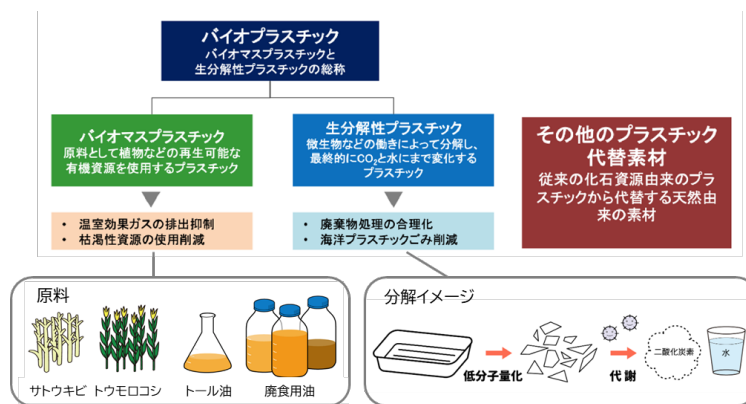 バイオプラスチック
バイオマスプラスチックと
生分解性プラスチックの総称
バイオマスプラスチック
原料として植物などの再生可能な
有機資源を使用するプラスチック
生分解性プラスチック
微生物などの働きによって分解し、
最終的にCO₂と水にまで変化する
プラスチック
その他のプラスチック
代替素材
従来の化石資源由来のプラ
スチックから代替する天然由
来の素材
• 温室効果ガスの排出抑制
• 枯渇性資源の使用削減
• 廃棄物処理の合理化
• 海洋プラスチックごみ削減
原料
サトウキビ
トウモロコシ
トール油
廃食用油
分解イメージ
低分子量化
代謝
二酸化炭素
水